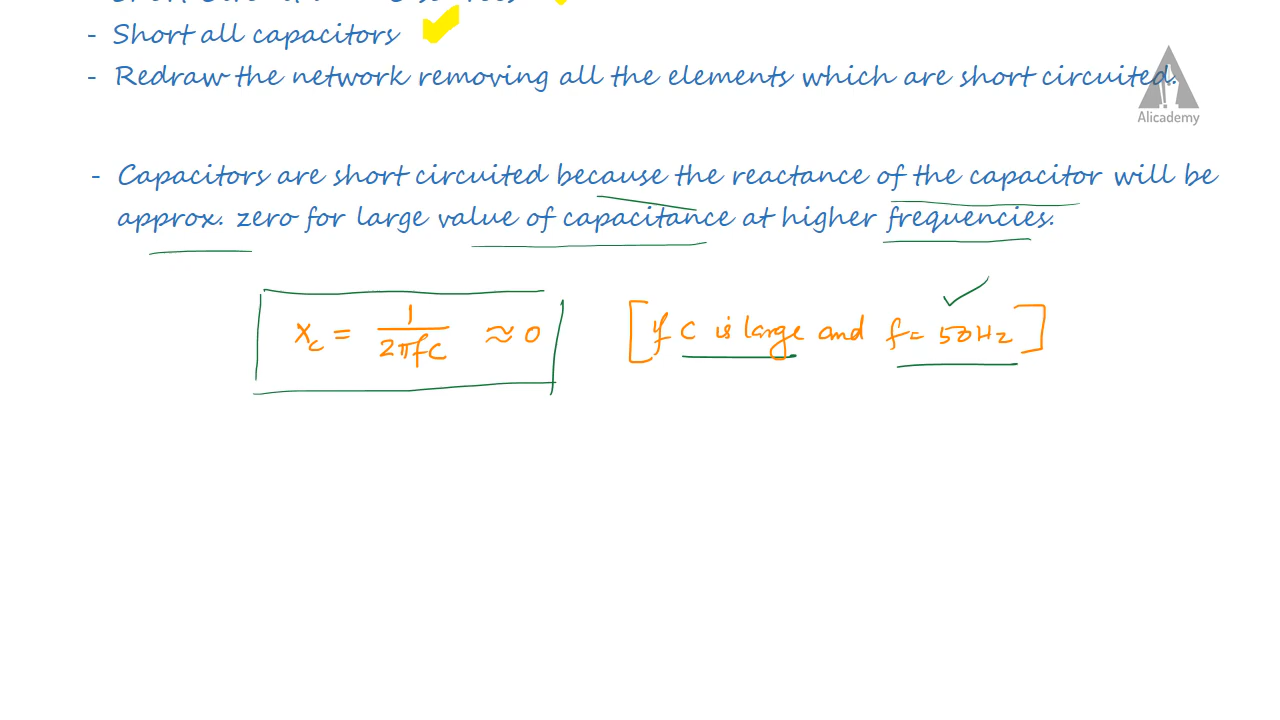 - Short all capacitors
- Redraw the network removing all the elements which are short circuited.
Alicademy
- Capacitors are short circuited because the reactance of the capacitor will be
approx. zero for large value of capacitance at higher frequencies.
Xc = 1/2πfC ≈ 0 [if C is large and f = 50Hz]